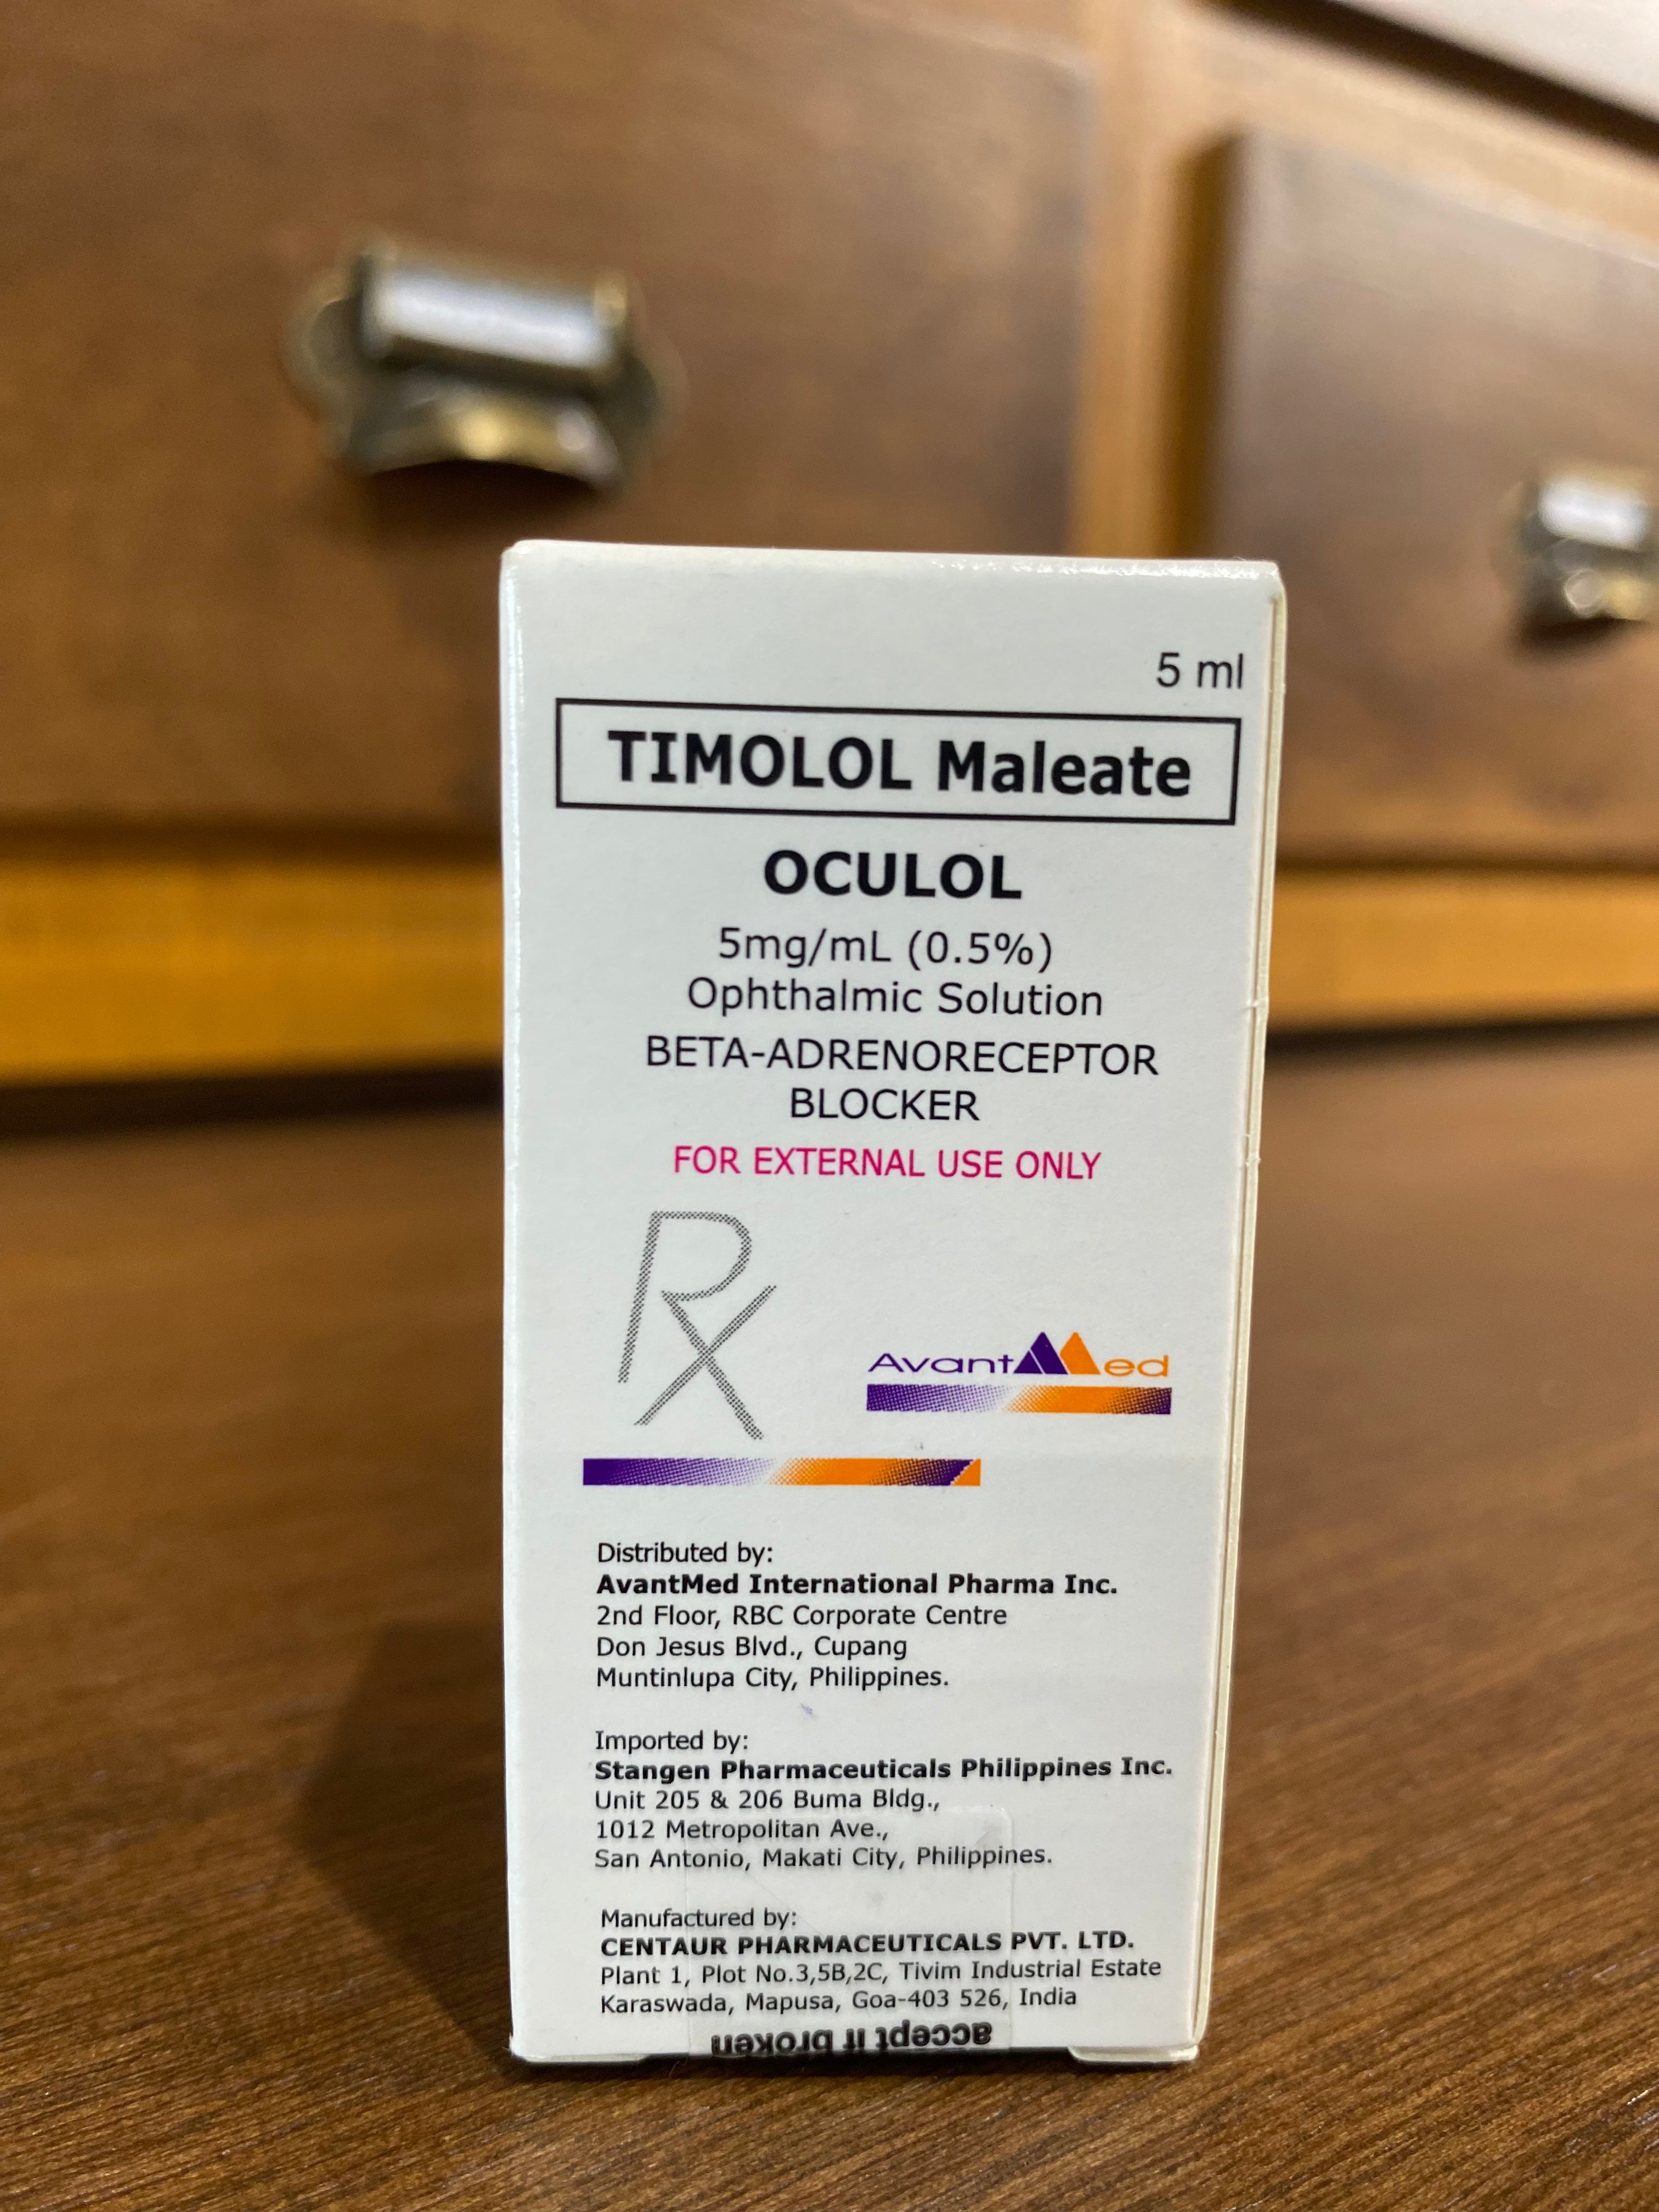 5 ml
TIMOLOL Maleate
OCULOL
5mg/mL (0.5%)
Ophthalmic Solution
BETA-ADRENORECEPTOR
BLOCKER
FOR EXTERNAL USE ONLY
Rx
AvantMed
Distributed by:
AvantMed International Pharma Inc.
2nd Floor, RBC Corporate Centre
Don Jesus Blvd., Cupang
Muntinlupa City, Philippines.
Imported by:
Stangen Pharmaceuticals Philippines Inc.
Unit 205 & 206 Buma Bldg.,
1012 Metropolitan Ave.,
San Antonio, Makati City, Philippines.
Manufactured by:
CENTAUR PHARMACEUTICALS PVT. LTD.
Plant 1, Plot No.3,5B,2C, Tivim Industrial Estate
Karaswada, Mapusa, Goa-403 526, India
accept if broken